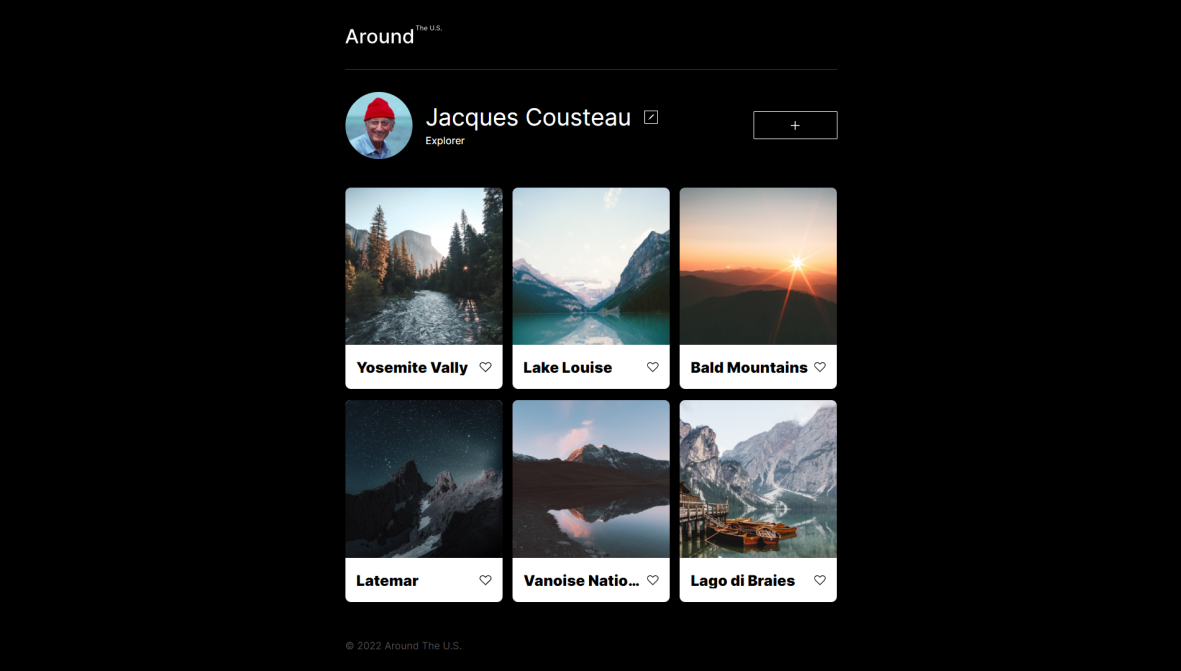 Around The U.S.
Jacques Cousteau
Explorer
Yosemite Vally
Lake Louise
Bald Mountains
Latemar
Vanoise Natio...
Lago di Braies
© 2022 Around The U.S.